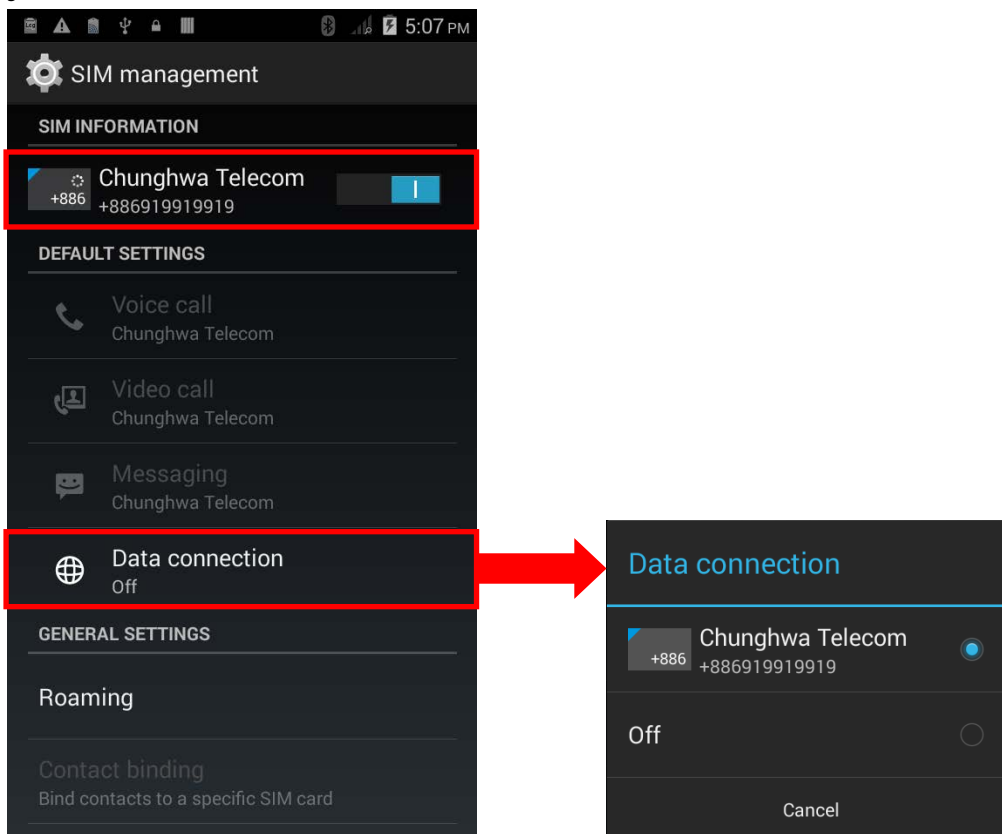 5:07 PM
SIM management
SIM INFORMATION
Chunghwa Telecom
+886
+886919919919
DEFAULT SETTINGS
Voice call
Chunghwa Telecom
Video call
Chunghwa Telecom
Messaging
Chunghwa Telecom
Data connection
Off
GENERAL SETTINGS
Roaming
Contact binding
Bind contacts to a specific SIM card
Data connection
Chunghwa Telecom
+886
+886919919919
Off
Cancel